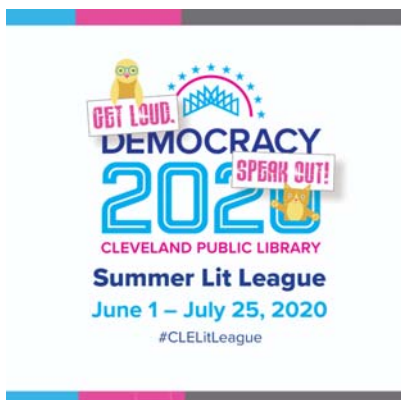 GET LOUD.
DEMOCRACY
SPEAK OUT!
2020
CLEVELAND PUBLIC LIBRARY
Summer Lit League
June 1 – July 25, 2020
#CLELitLeague